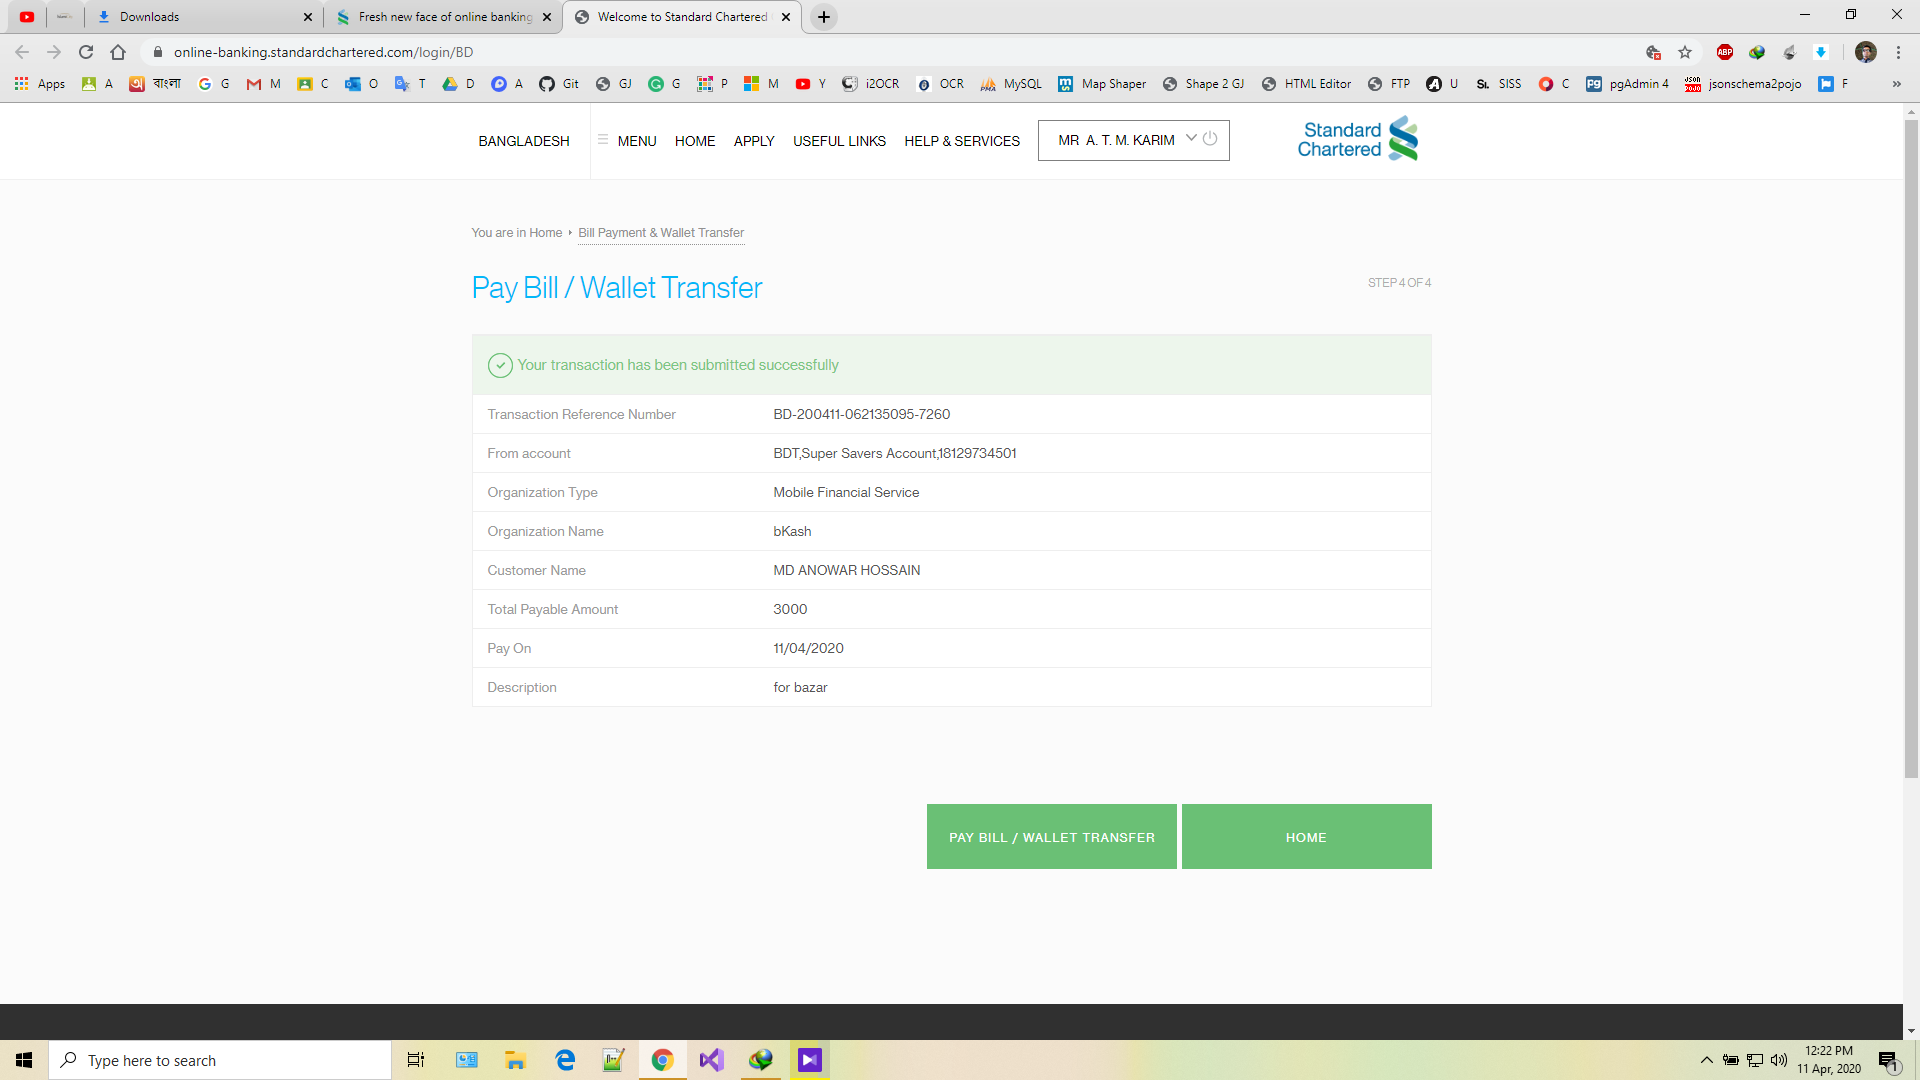 Downloads
Fresh new face of online banking
Welcome to Standard Chartered
online-banking.standardchartered.com/login/BD
Apps A বাংলা G M C O T D A Git GJ G P M Y i2OCR OCR MySQL Map Shaper Shape 2 GJ HTML Editor FTP U SISS C pgAdmin 4 jsonschema2pojo F
BANGLADESH MENU HOME APPLY USEFUL LINKS HELP & SERVICES MR A. T. M. KARIM
Standard
Chartered
You are in Home Bill Payment & Wallet Transfer
Pay Bill / Wallet Transfer
STEP 4 OF 4
Your transaction has been submitted successfully
Transaction Reference Number BD-200411-062135095-7260
From account BDT,Super Savers Account,18129734501
Organization Type Mobile Financial Service
Organization Name bKash
Customer Name MD ANOWAR HOSSAIN
Total Payable Amount 3000
Pay On 11/04/2020
Description for bazar
PAY BILL / WALLET TRANSFER HOME
Type here to search
12:22 PM
11 Apr, 2020
1